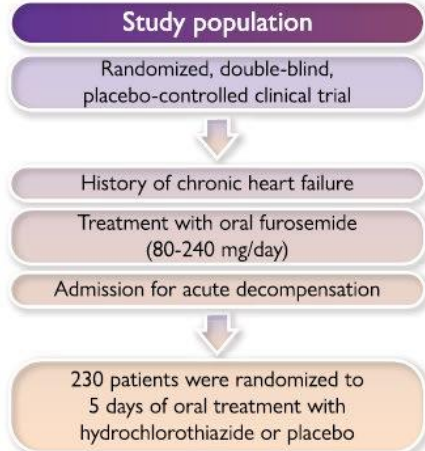 Study population
Randomized, double-blind,
placebo-controlled clinical trial
History of chronic heart failure
Treatment with oral furosemide
(80-240 mg/day)
Admission for acute decompensation
230 patients were randomized to
5 days of oral treatment with
hydrochlorothiazide or placebo